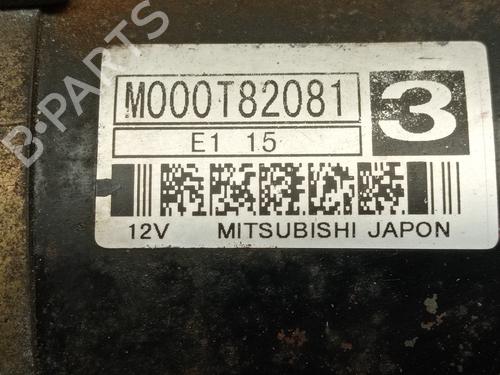 B-PARTS
M000T82081
3
E1 15
12V MITSUBISHI JAPON